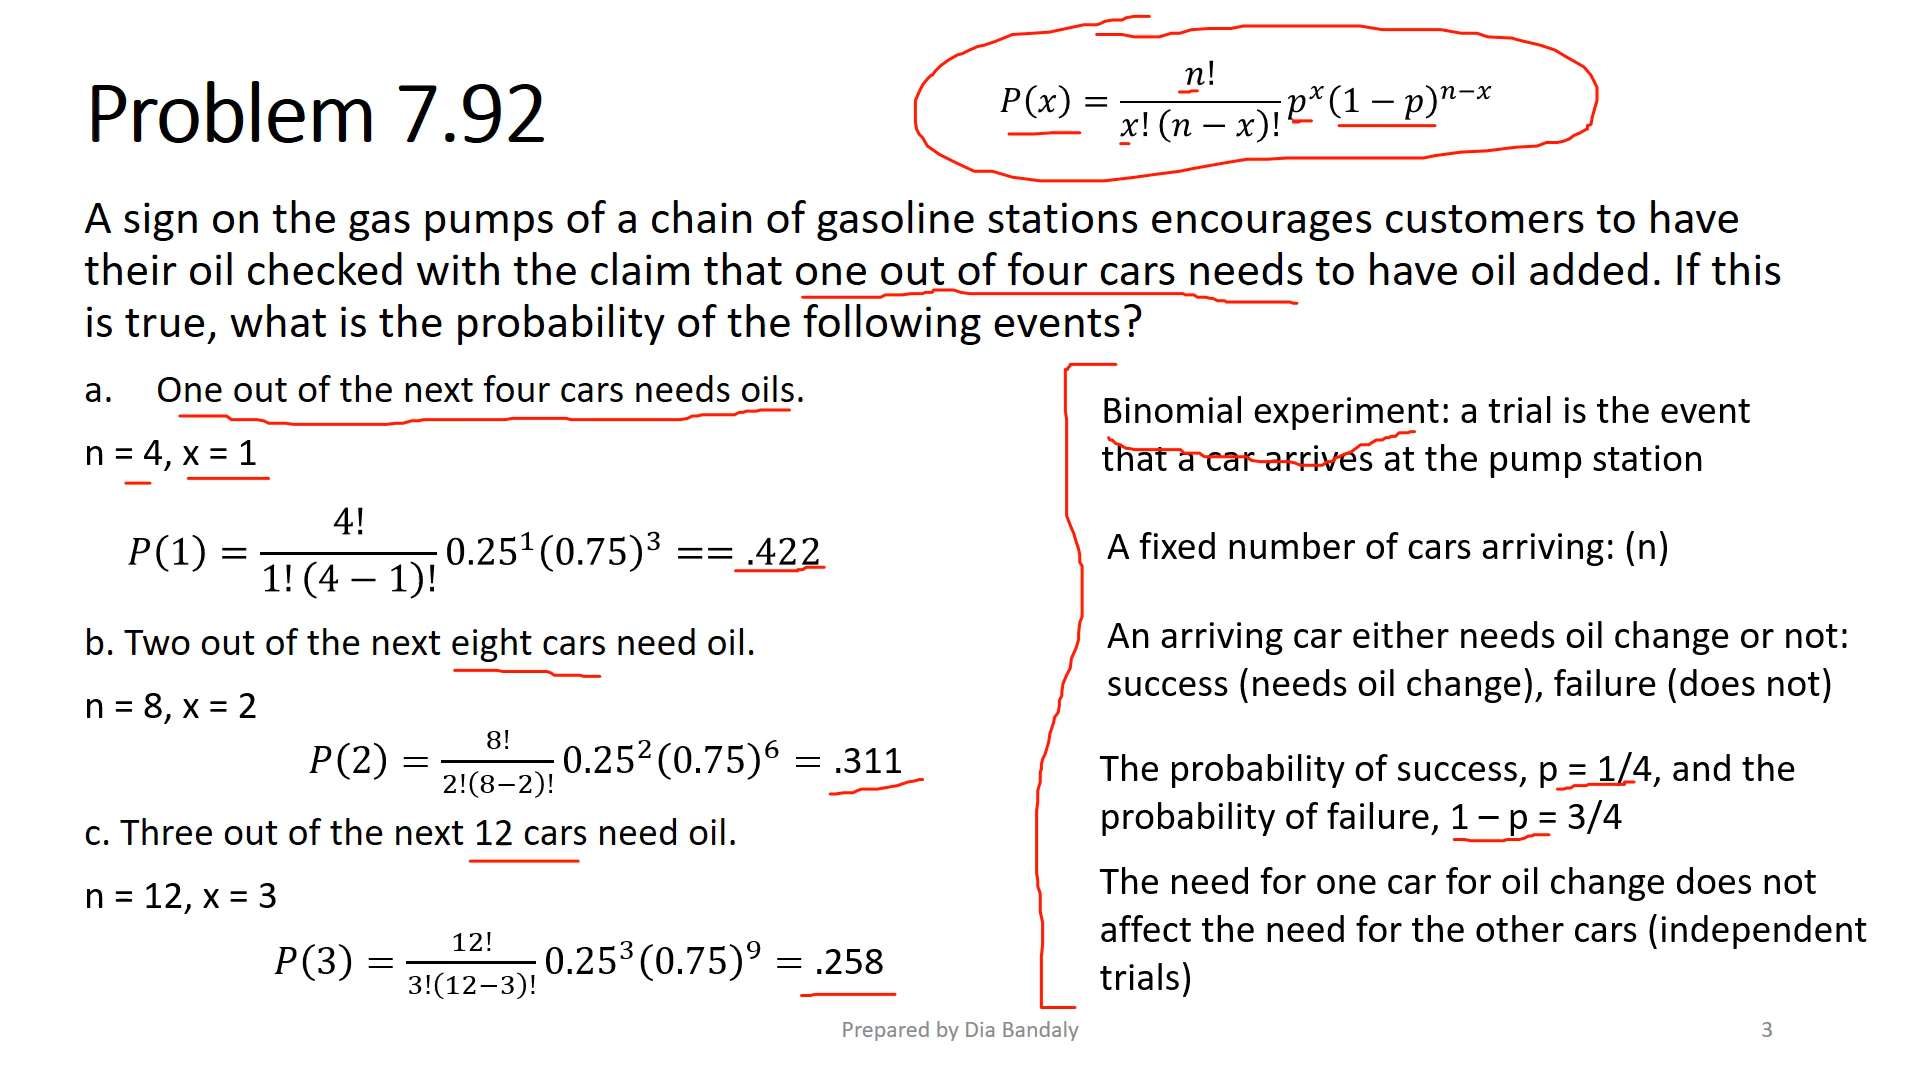 Problem 7.92
P(x) = n! / x! (n − x)! p^x (1 − p)^{n−x}
A sign on the gas pumps of a chain of gasoline stations encourages customers to have
their oil checked with the claim that one out of four cars needs to have oil added. If this
is true, what is the probability of the following events?
a. One out of the next four cars needs oils.
n = 4, x = 1
P(1) = 4! / 1! (4 − 1)! 0.25^1 (0.75)^3 == .422
b. Two out of the next eight cars need oil.
n = 8, x = 2
P(2) = 8! / 2!(8−2)! 0.25^2 (0.75)^6 = .311
c. Three out of the next 12 cars need oil.
n = 12, x = 3
P(3) = 12! / 3!(12−3)! 0.25^3 (0.75)^9 = .258
Binomial experiment: a trial is the event
that a car arrives at the pump station
A fixed number of cars arriving: (n)
An arriving car either needs oil change or not:
success (needs oil change), failure (does not)
The probability of success, p = 1/4, and the
probability of failure, 1 – p = 3/4
The need for one car for oil change does not
affect the need for the other cars (independent
trials)
Prepared by Dia Bandaly
3